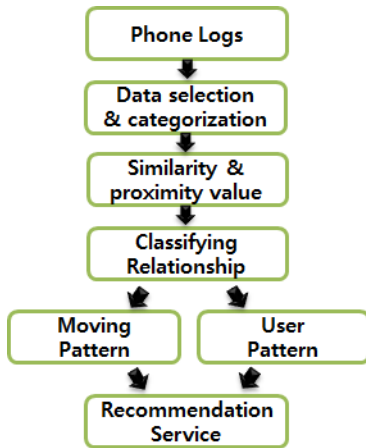 Phone Logs
Data selection
& categorization
Similarity &
proximity value
Classifying
Relationship
Moving
Pattern
User
Pattern
Recommendation
Service